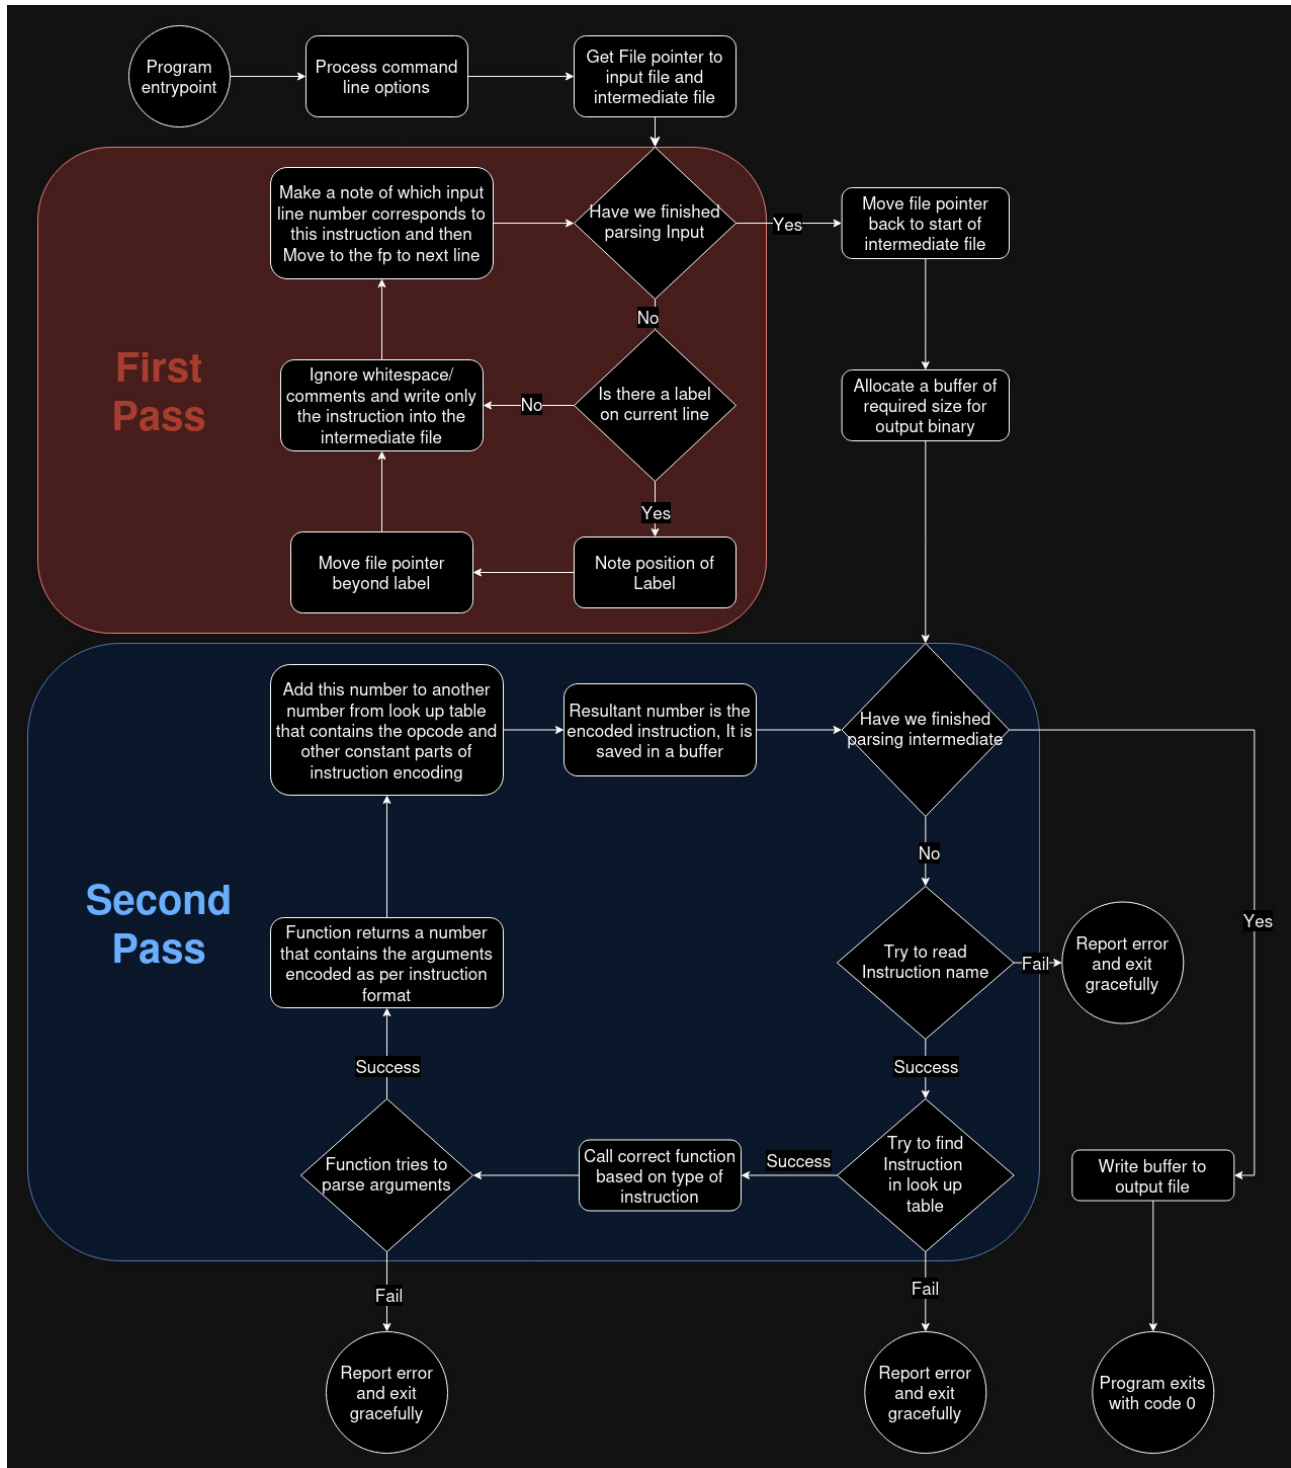 Program
entrypoint
Process command
line options
Get File pointer to
input file and
intermediate file
First
Pass
Make a note of which input
line number corresponds to
this instruction and then
Move to the fp to next line
Have we finished
parsing Input
Yes
Move file pointer
back to start of
intermediate file
No
Ignore whitespace/
comments and write only
the instruction into the
intermediate file
No
Is there a label
on current line
Allocate a buffer of
required size for
output binary
Yes
Move file pointer
beyond label
Note position of
Label
Second
Pass
Add this number to another
number from look up table
that contains the opcode and
other constant parts of
instruction encoding
Resultant number is the
encoded instruction, It is
saved in a buffer
Have we finished
parsing intermediate
No
Yes
Function returns a number
that contains the arguments
encoded as per instruction
format
Try to read
Instruction name
Fail
Report error
and exit
gracefully
Success
Success
Function tries to
parse arguments
Call correct function
based on type of
instruction
Success
Try to find
Instruction
in look up
table
Write buffer to
output file
Fail
Fail
Report error
and exit
gracefully
Report error
and exit
gracefully
Program exits
with code 0